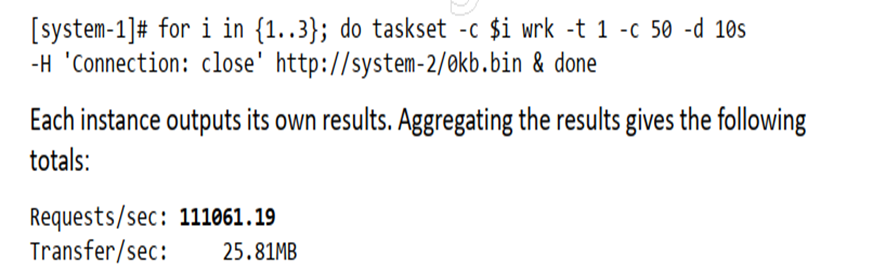 [system-1]# for i in {1..3}; do taskset -c $i wrk -t 1 -c 50 -d 10s
-H 'Connection: close' http://system-2/0kb.bin & done
Each instance outputs its own results. Aggregating the results gives the following
totals:
Requests/sec: 111061.19
Transfer/sec: 25.81MB